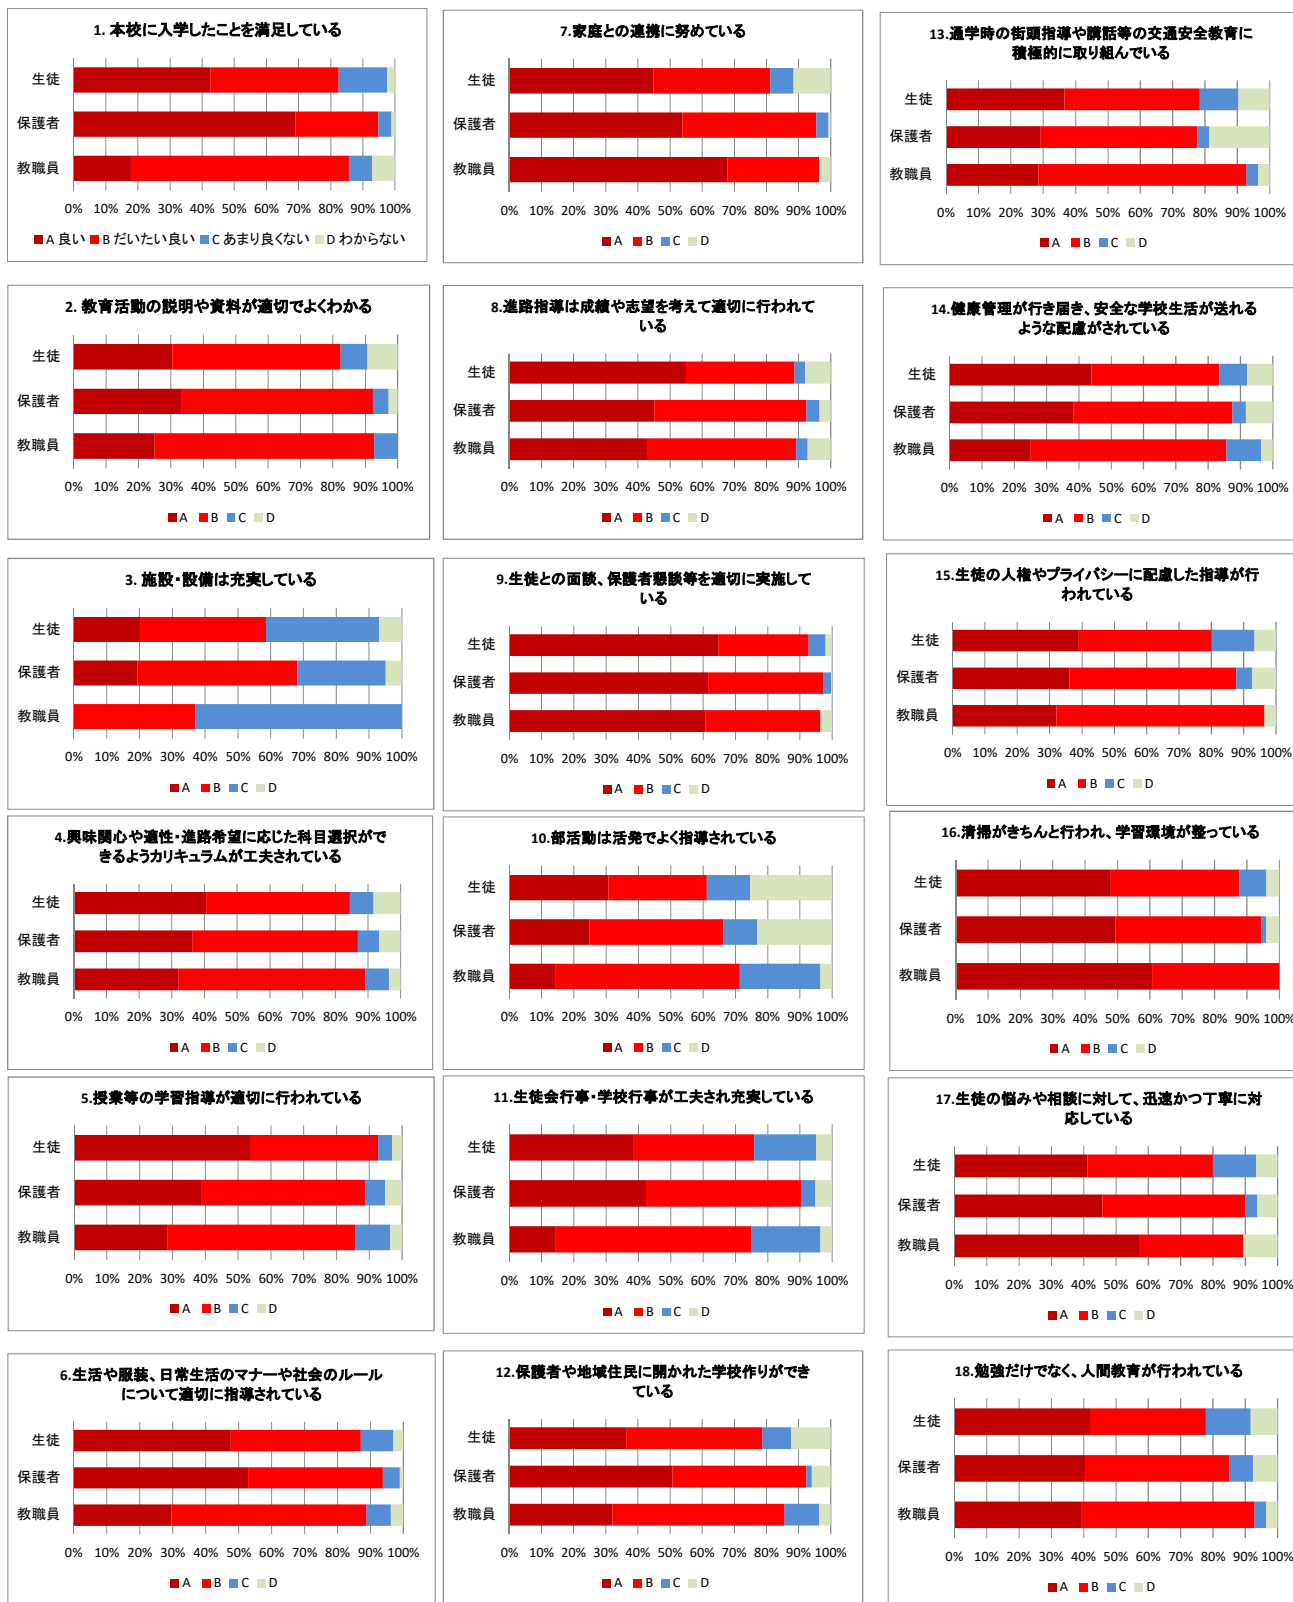 1. 本校に入学したことを満足している
生徒
保護者
教職員
0% 10% 20% 30% 40% 50% 60% 70% 80% 90% 100%
A 良い B だいたい良い C あまり良くない D わからない
2. 教育活動の説明や資料が適切でよくわかる
生徒
保護者
教職員
0% 10% 20% 30% 40% 50% 60% 70% 80% 90% 100%
A B C D
3. 施設・設備は充実している
生徒
保護者
教職員
0% 10% 20% 30% 40% 50% 60% 70% 80% 90% 100%
A B C D
4.興味関心や適性・進路希望に応じた科目選択がで
きるようカリキュラムが工夫されている
生徒
保護者
教職員
0% 10% 20% 30% 40% 50% 60% 70% 80% 90% 100%
A B C D
5.授業等の学習指導が適切に行われている
生徒
保護者
教職員
0% 10% 20% 30% 40% 50% 60% 70% 80% 90% 100%
A B C D
6.生活や服装、日常生活のマナーや社会のルール
について適切に指導されている
生徒
保護者
教職員
0% 10% 20% 30% 40% 50% 60% 70% 80% 90% 100%
A B C D
7.家庭との連携に努めている
生徒
保護者
教職員
0% 10% 20% 30% 40% 50% 60% 70% 80% 90% 100%
A B C D
8.進路指導は成績や志望を考えて適切に行われて
いる
生徒
保護者
教職員
0% 10% 20% 30% 40% 50% 60% 70% 80% 90% 100%
A B C D
9.生徒との面談、保護者懇談等を適切に実施して
いる
生徒
保護者
教職員
0% 10% 20% 30% 40% 50% 60% 70% 80% 90% 100%
A B C D
10.部活動は活発でよく指導されている
生徒
保護者
教職員
0% 10% 20% 30% 40% 50% 60% 70% 80% 90% 100%
A B C D
11.生徒会行事・学校行事が工夫され充実している
生徒
保護者
教職員
0% 10% 20% 30% 40% 50% 60% 70% 80% 90% 100%
A B C D
12.保護者や地域住民に開かれた学校作りができ
ている
生徒
保護者
教職員
0% 10% 20% 30% 40% 50% 60% 70% 80% 90% 100%
A B C D
13.通学時の街頭指導や講話等の交通安全教育に
積極的に取り組んでいる
生徒
保護者
教職員
0% 10% 20% 30% 40% 50% 60% 70% 80% 90% 100%
A B C D
14.健康管理が行き届き、安全な学校生活が送れる
ような配慮がされている
生徒
保護者
教職員
0% 10% 20% 30% 40% 50% 60% 70% 80% 90% 100%
A B C D
15.生徒の人権やプライバシーに配慮した指導が行
われている
生徒
保護者
教職員
0% 10% 20% 30% 40% 50% 60% 70% 80% 90% 100%
A B C D
16.清掃がきちんと行われ、学習環境が整っている
生徒
保護者
教職員
0% 10% 20% 30% 40% 50% 60% 70% 80% 90% 100%
A B C D
17.生徒の悩みや相談に対して、迅速かつ丁寧に対
応している
生徒
保護者
教職員
0% 10% 20% 30% 40% 50% 60% 70% 80% 90% 100%
A B C D
18.勉強だけでなく、人間教育が行われている
生徒
保護者
教職員
0% 10% 20% 30% 40% 50% 60% 70% 80% 90% 100%
A B C D